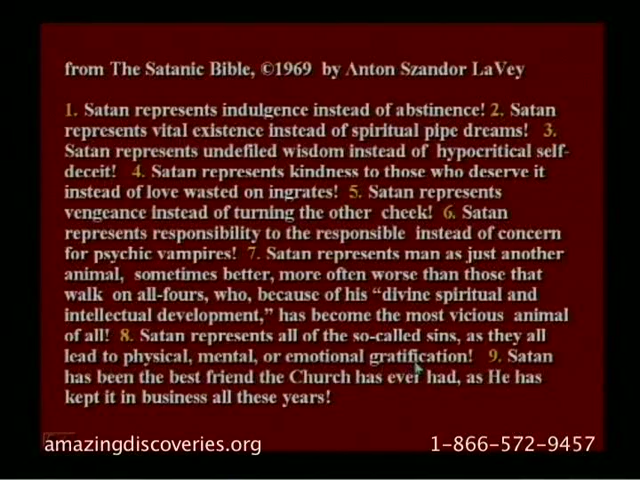 from The Satanic Bible, ©1969 by Anton Szandor LaVey
1. Satan represents indulgence instead of abstinence! 2. Satan
represents vital existence instead of spiritual pipe dreams! 3.
Satan represents undefiled wisdom instead of hypocritical self-
deceit! 4. Satan represents kindness to those who deserve it
instead of love wasted on ingrates! 5. Satan represents
vengeance instead of turning the other cheek! 6. Satan
represents responsibility to the responsible instead of concern
for psychic vampires! 7. Satan represents man as just another
animal, sometimes better, more often worse than those that
walk on all-fours, who, because of his “divine spiritual and
intellectual development,” has become the most vicious animal
of all! 8. Satan represents all of the so-called sins, as they all
lead to physical, mental, or emotional gratification! 9. Satan
has been the best friend the Church has ever had, as He has
kept it in business all these years!
amazingdiscoveries.org 1-866-572-9457